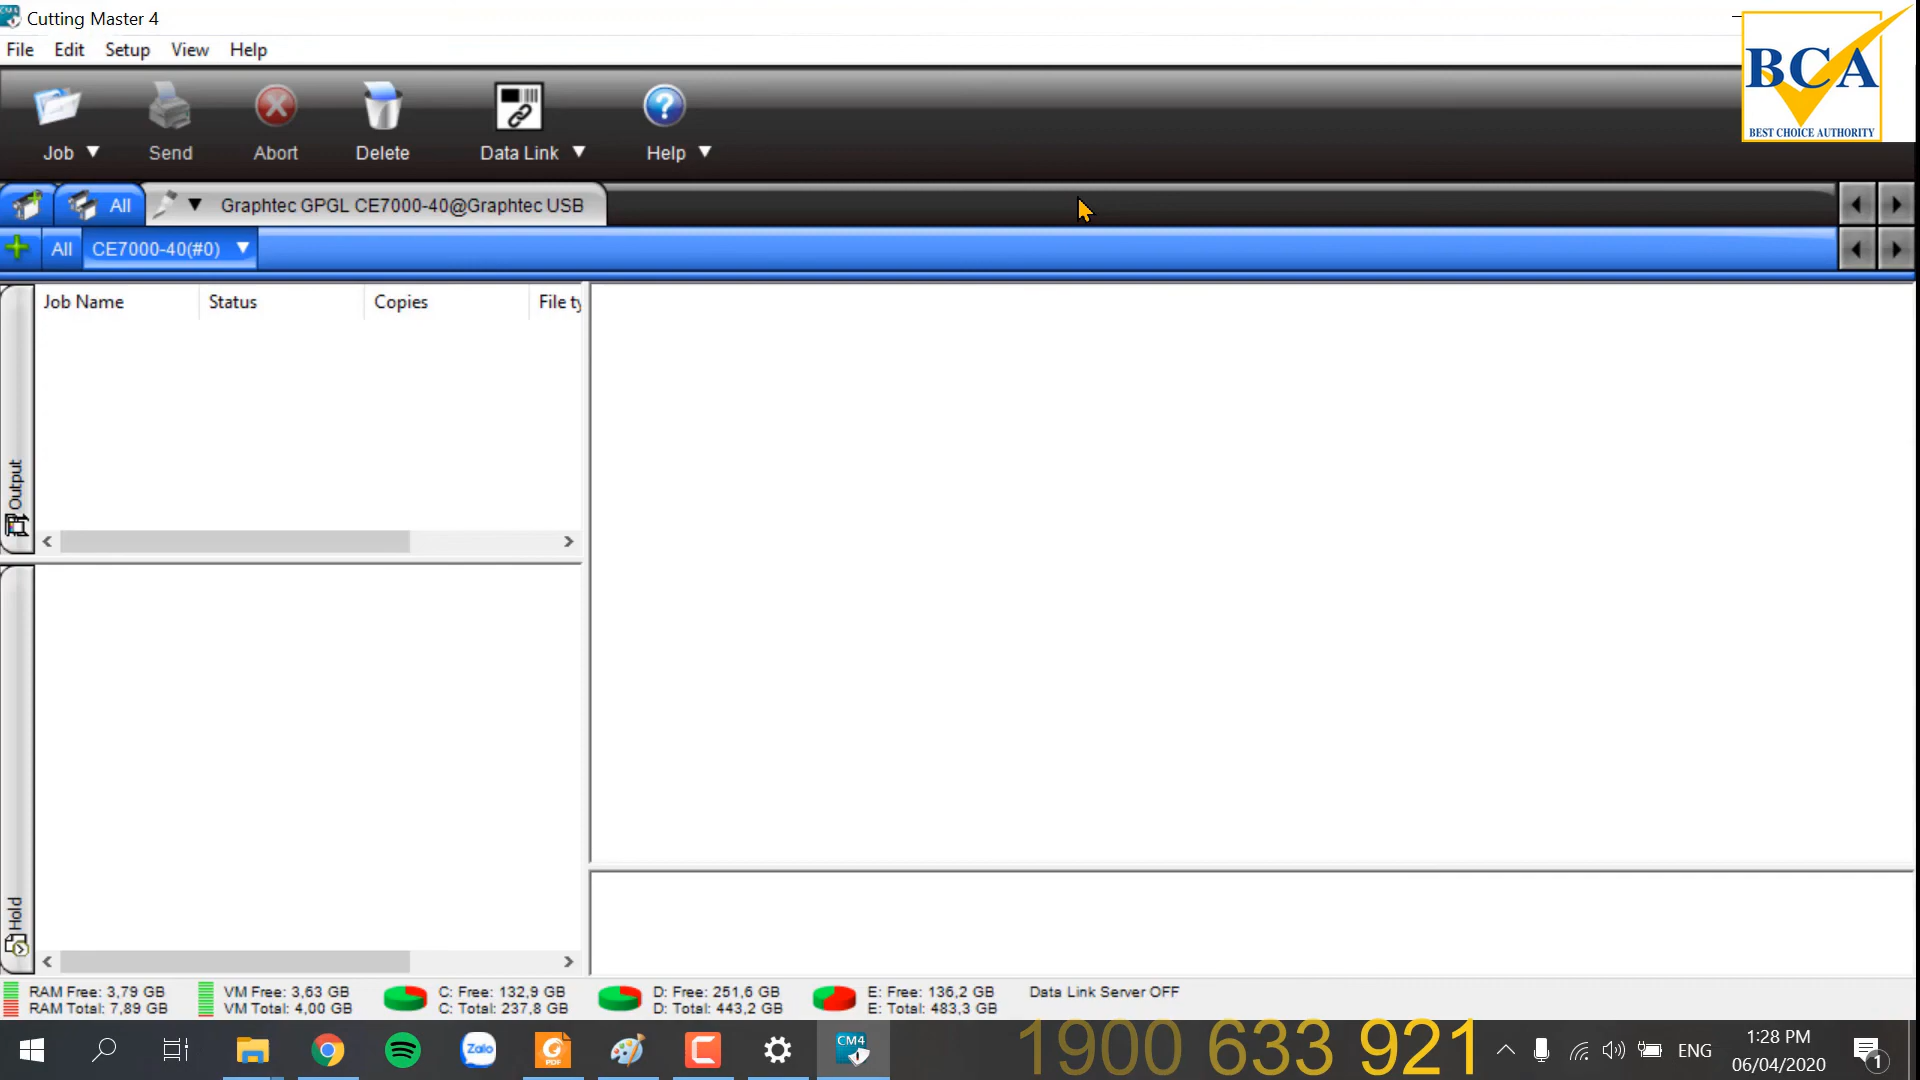 Cutting Master 4
BCA
BEST CHOICE AUTHORITY
File Edit Setup View Help
Job Send Abort Delete Data Link Help
All Graphtec GPGL CE7000-40@Graphtec USB
All CE7000-40(#0)
Job Name Status Copies File ty
Output
Hold
RAM Free: 3,79 GB VM Free: 3,63 GB C: Free: 132,9 GB D: Free: 251,6 GB E: Free: 136,2 GB Data Link Server OFF
RAM Total: 7,89 GB VM Total: 4,00 GB C: Total: 237,8 GB D: Total: 443,2 GB E: Total: 483,3 GB
Zalo PDF CM4 1900 633 921 ENG 1:28 PM 1
06/04/2020